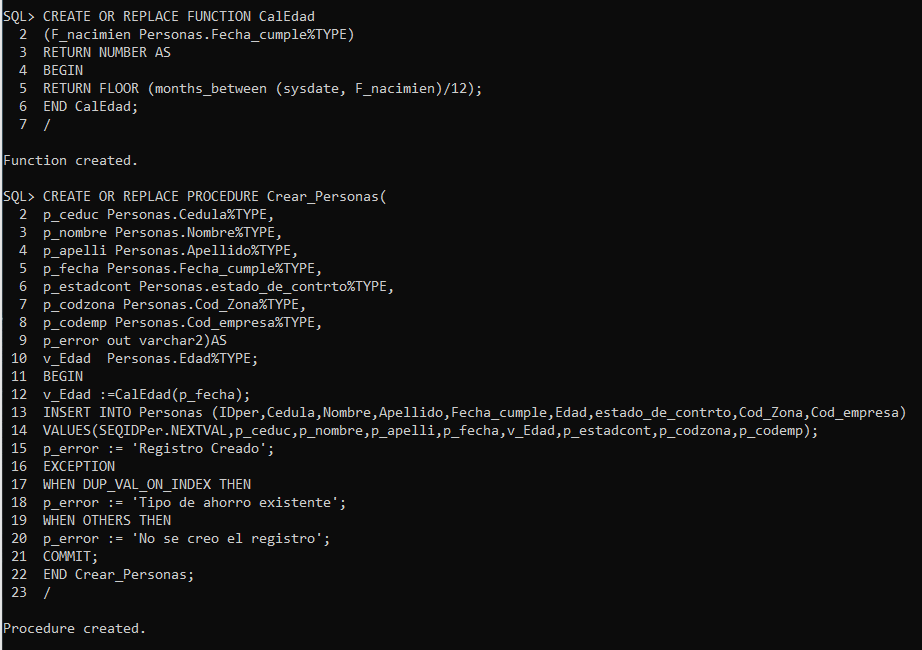 SQL> CREATE OR REPLACE FUNCTION CalEdad
2 (F_nacimien Personas.Fecha_cumple%TYPE)
3 RETURN NUMBER AS
4 BEGIN
5 RETURN FLOOR (months_between (sysdate, F_nacimien)/12);
6 END CalEdad;
7 /
Function created.
SQL> CREATE OR REPLACE PROCEDURE Crear_Personas(
2 p_ceduc Personas.Cedula%TYPE,
3 p_nombre Personas.Nombre%TYPE,
4 p_apelli Personas.Apellido%TYPE,
5 p_fecha Personas.Fecha_cumple%TYPE,
6 p_estadcont Personas.estado_de_contrto%TYPE,
7 p_codzona Personas.Cod_Zona%TYPE,
8 p_codemp Personas.Cod_empresa%TYPE,
9 p_error out varchar2)AS
10 v_Edad  Personas.Edad%TYPE;
11 BEGIN
12 v_Edad :=CalEdad(p_fecha);
13 INSERT INTO Personas (IDper,Cedula,Nombre,Apellido,Fecha_cumple,Edad,estado_de_contrto,Cod_Zona,Cod_empresa)
14 VALUES(SEQIDPer.NEXTVAL,p_ceduc,p_nombre,p_apelli,p_fecha,v_Edad,p_estadcont,p_codzona,p_codemp);
15 p_error := 'Registro Creado';
16 EXCEPTION
17 WHEN DUP_VAL_ON_INDEX THEN
18 p_error := 'Tipo de ahorro existente';
19 WHEN OTHERS THEN
20 p_error := 'No se creo el registro';
21 COMMIT;
22 END Crear_Personas;
23 /
Procedure created.